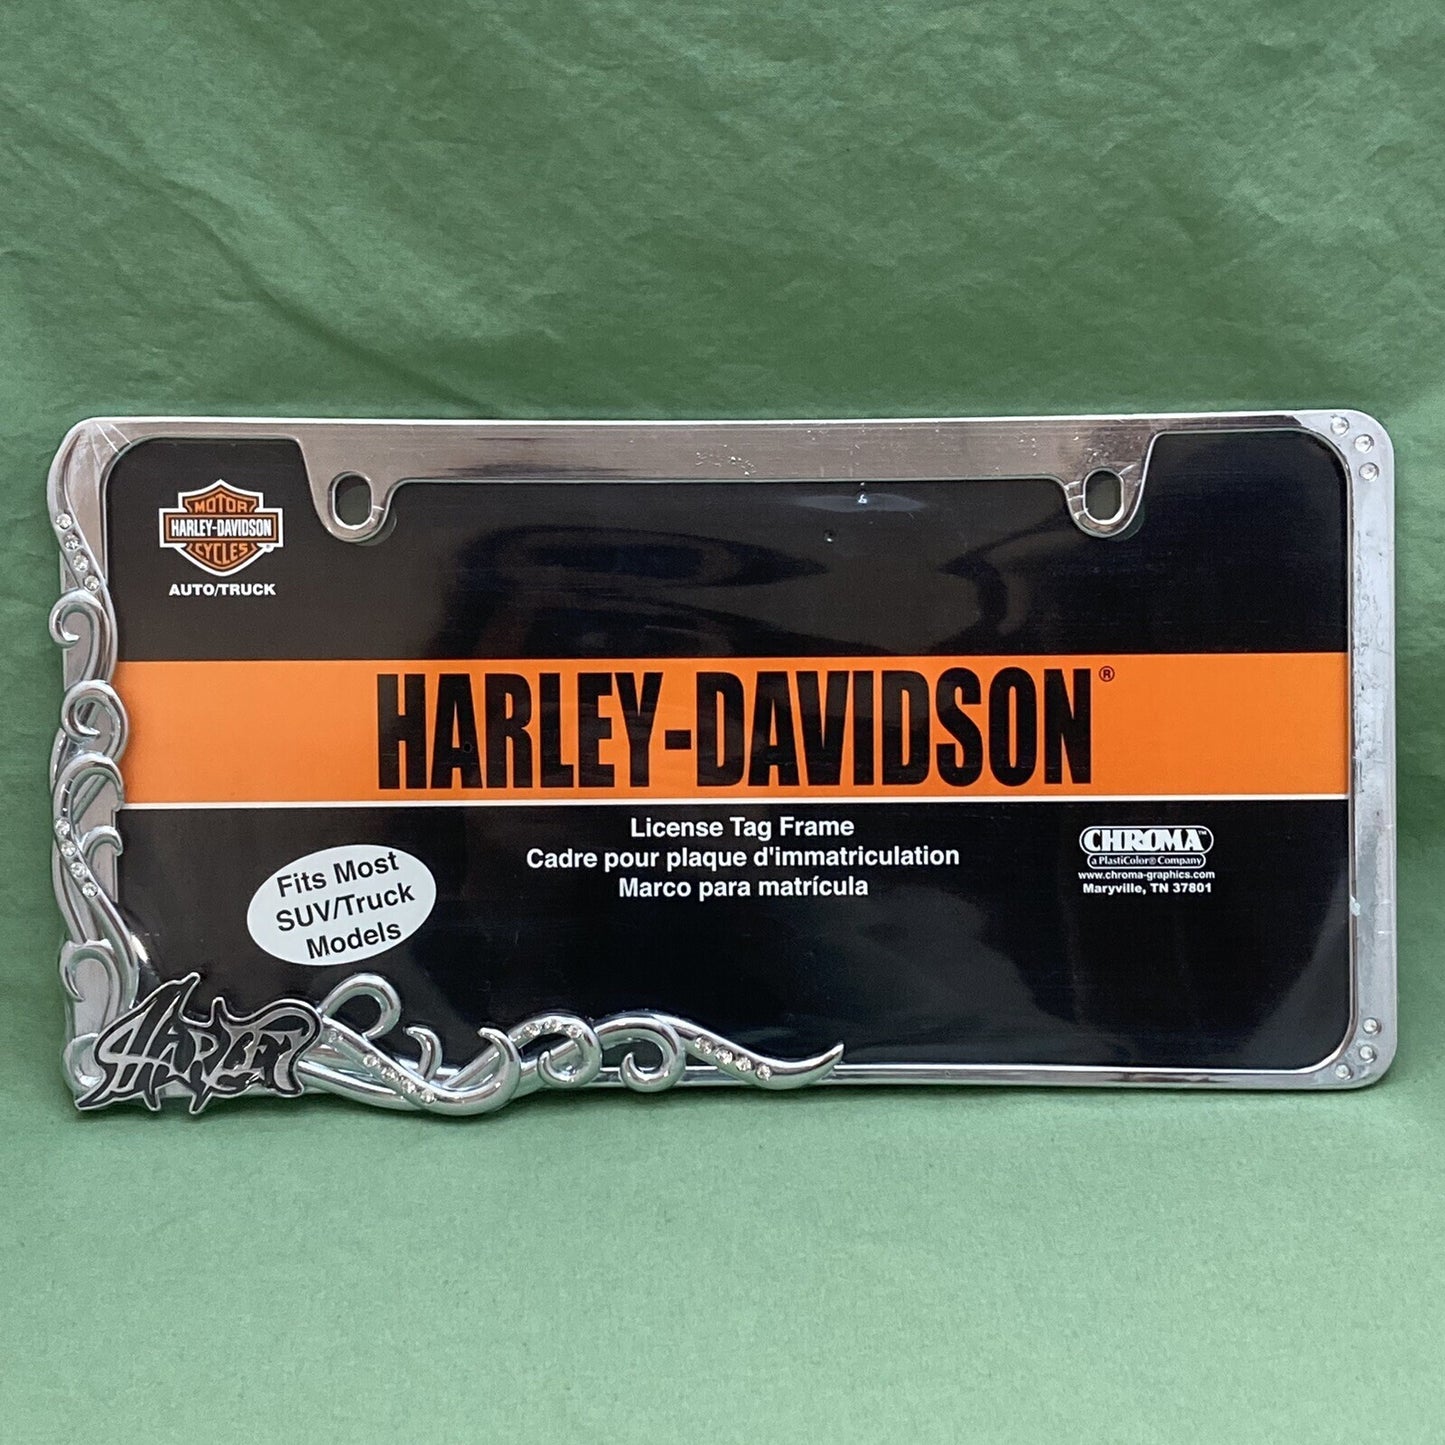 MOTOR
HARLEY-DAVIDSON
CYCLES®
AUTO/TRUCK
HARLEY-DAVIDSON®
License Tag Frame
Cadre pour plaque d'immatriculation
Marco para matrícula
CHROMA™
a PlastiColor® Company
www.chroma-graphics.com
Maryville, TN 37801
Fits Most
SUV/Truck
Models
HARLEY